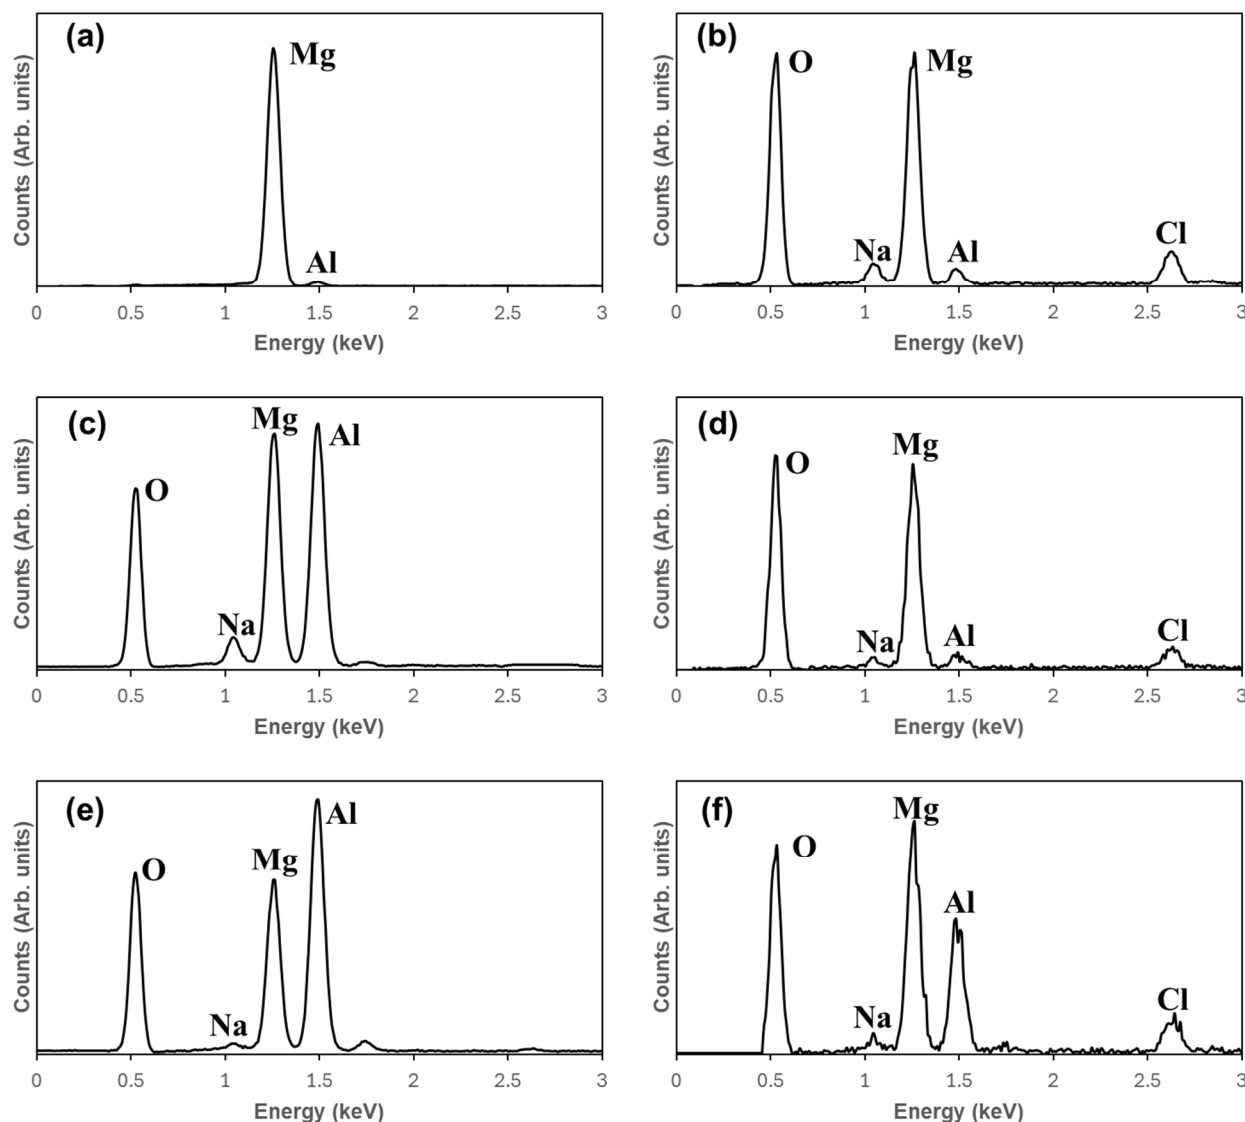 (a)
Mg
Al
Counts (Arb. units)
0 0.5 1 1.5 2 2.5 3
Energy (keV)
(b)
O
Mg
Na
Al
Cl
Counts (Arb. units)
0 0.5 1 1.5 2 2.5 3
Energy (keV)
(c)
O
Na
Mg
Al
Counts (Arb. units)
0 0.5 1 1.5 2 2.5 3
Energy (keV)
(d)
O
Mg
Na
Al
Cl
Counts (Arb. units)
0 0.5 1 1.5 2 2.5 3
Energy (keV)
(e)
O
Na
Mg
Al
Counts (Arb. units)
0 0.5 1 1.5 2 2.5 3
Energy (keV)
(f)
O
Mg
Na
Al
Cl
Counts (Arb. units)
0 0.5 1 1.5 2 2.5 3
Energy (keV)